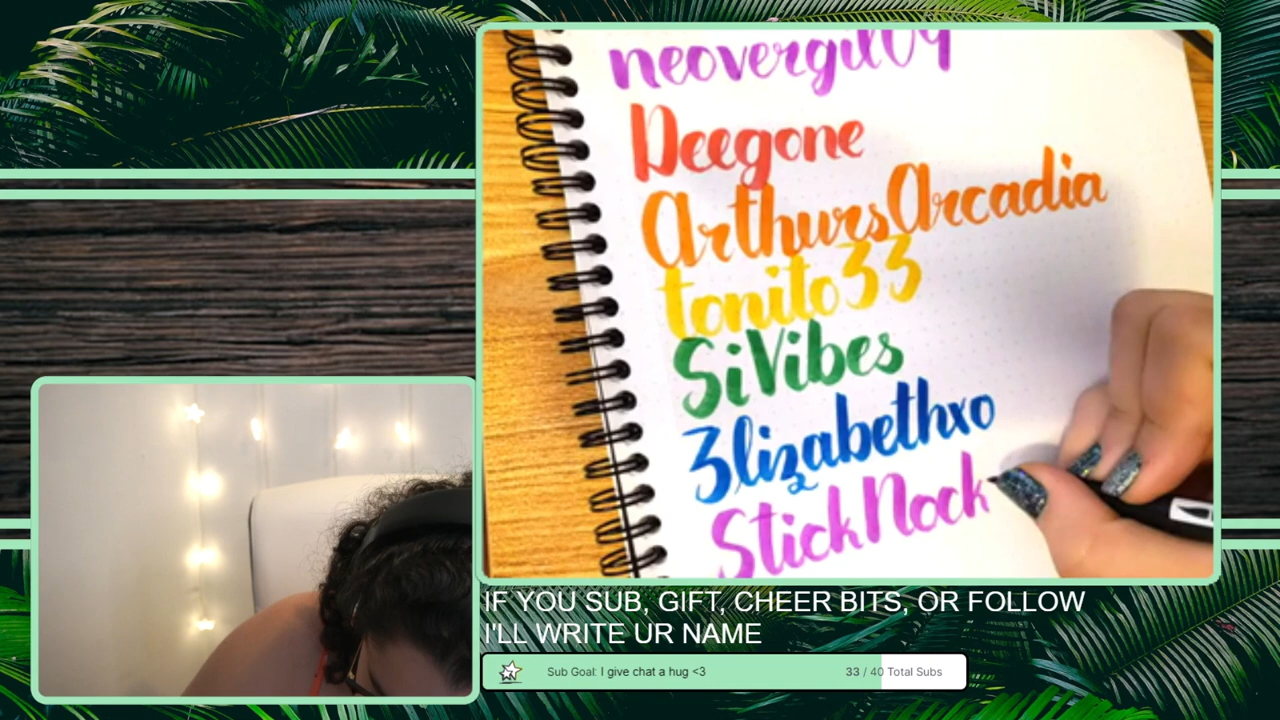 neovergil09
Deegone
ArthursArcadia
tonito33
SiVibes
3lizabethxo
StickNock
IF YOU SUB, GIFT, CHEER BITS, OR FOLLOW
I'LL WRITE UR NAME
Sub Goal: I give chat a hug <3 33 / 40 Total Subs